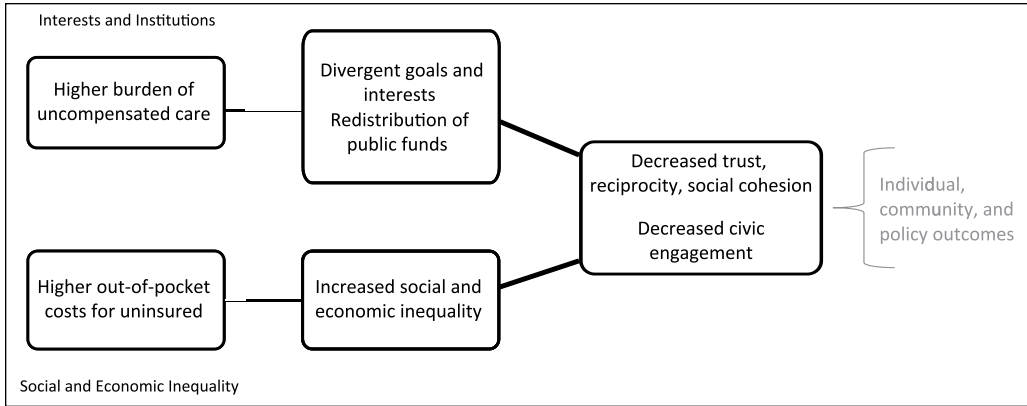 Interests and Institutions
Higher burden of
uncompensated care
Divergent goals and
interests
Redistribution of
public funds
Decreased trust,
reciprocity, social cohesion
Decreased civic
engagement
Individual,
community, and
policy outcomes
Higher out-of-pocket
costs for uninsured
Increased social and
economic inequality
Social and Economic Inequality